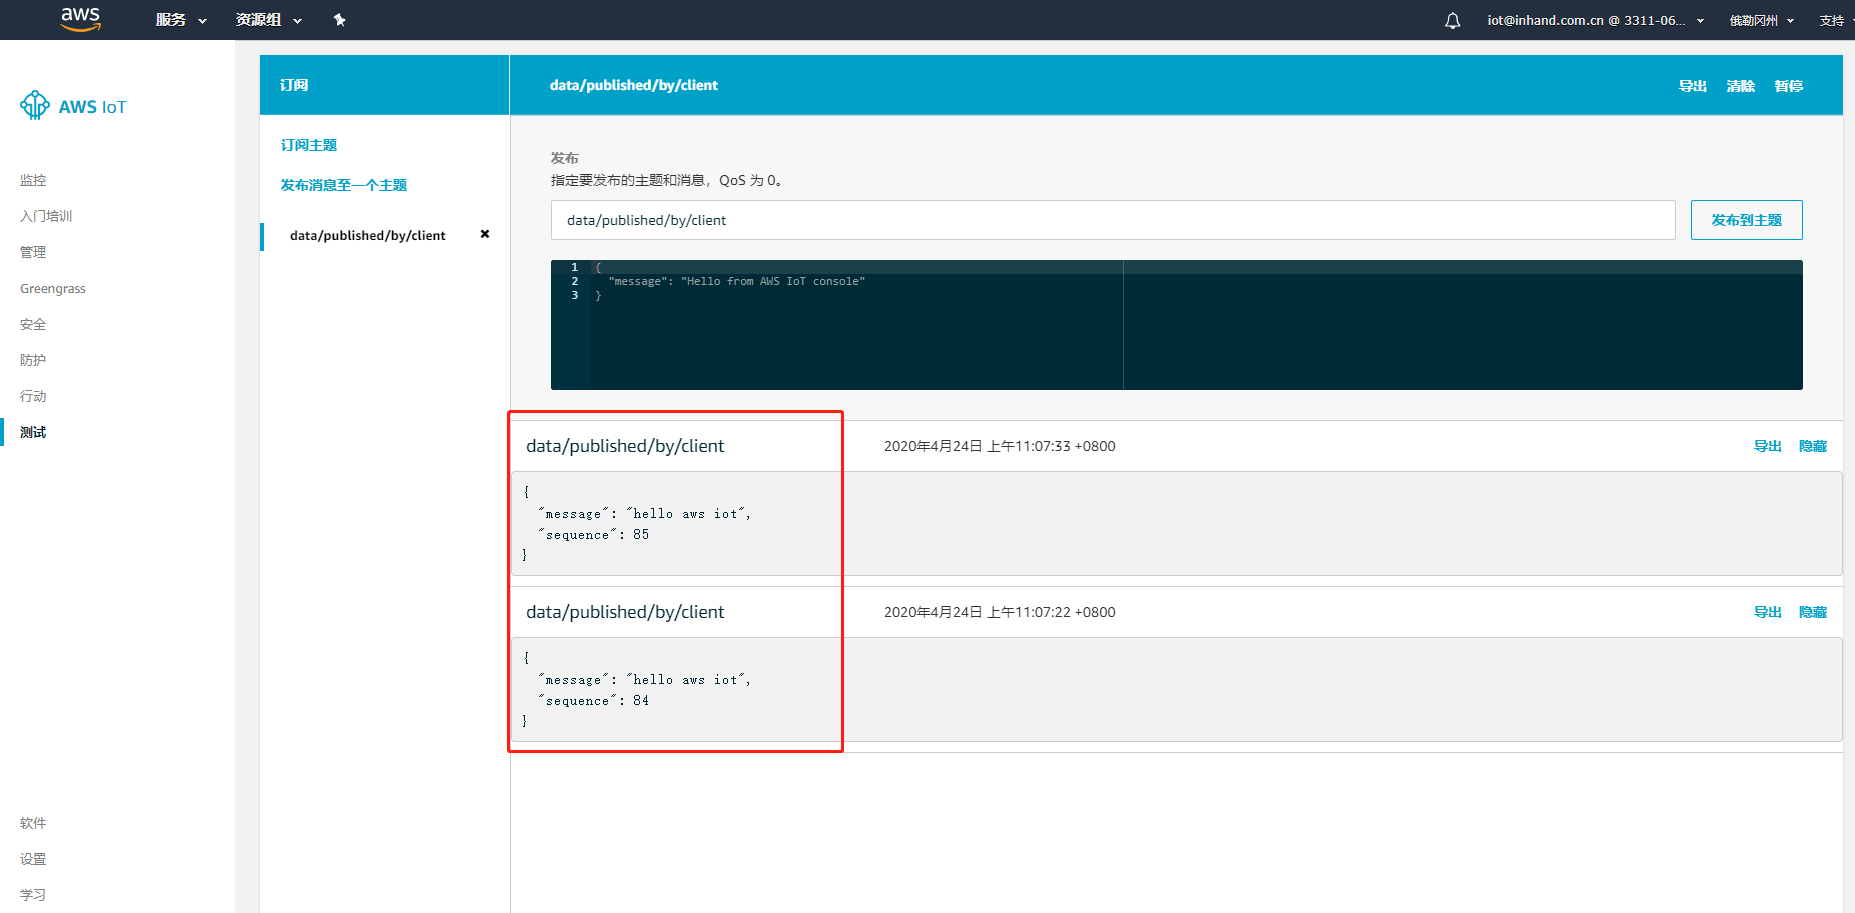 aws 服务 资源组 iot@inhand.com.cn @ 3311-06... 俄勒冈州 支持
AWS IoT
监控
入门培训
管理
Greengrass
安全
防护
行动
测试
软件
设置
学习
订阅
订阅主题
发布消息至一个主题
data/published/by/client ×
data/published/by/client 导出 清除 暂停
发布
指定要发布的主题和消息，QoS 为 0。
data/published/by/client 发布到主题
1 {
2 "message": "Hello from AWS IoT console"
3 }
data/published/by/client 2020年4月24日 上午11:07:33 +0800 导出 隐藏
{
"message": "hello aws iot",
"sequence": 85
}
data/published/by/client 2020年4月24日 上午11:07:22 +0800 导出 隐藏
{
"message": "hello aws iot",
"sequence": 84
}